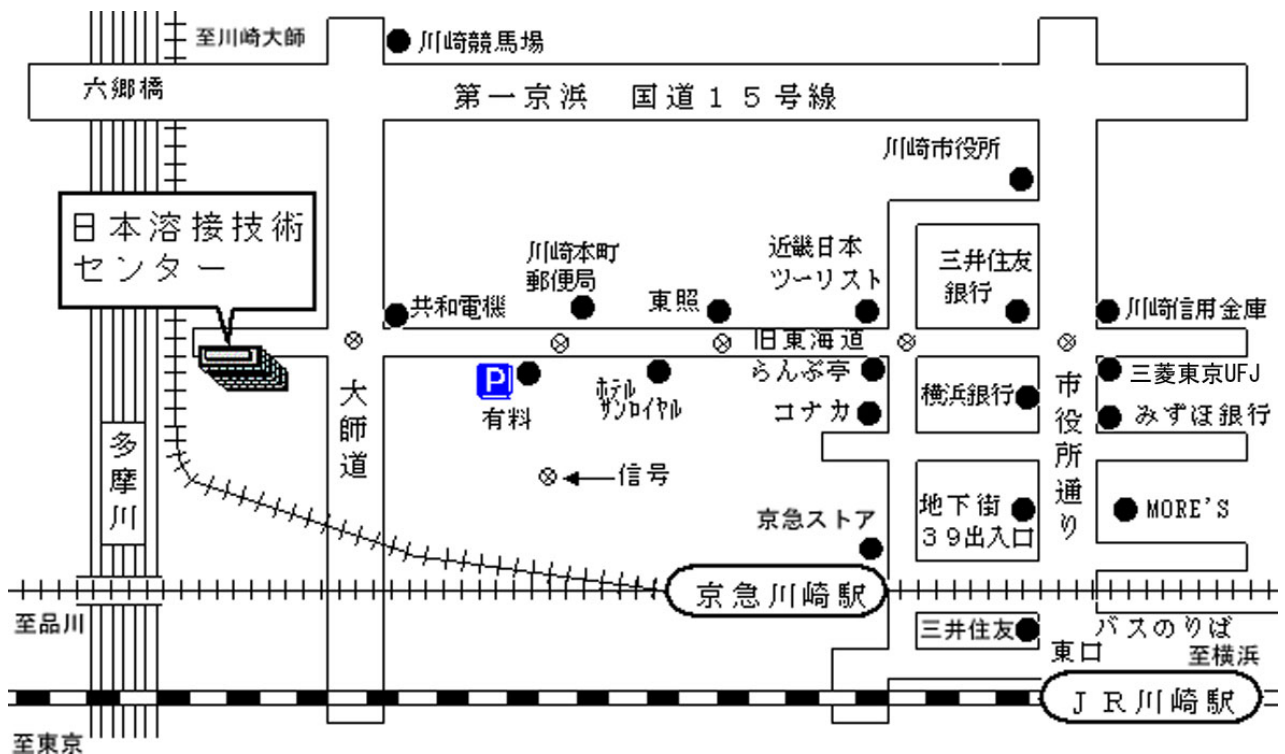 至川崎大師
川崎競馬場
六郷橋
第一京浜 国道15号線
川崎市役所
日本溶接技術
センター
川崎本町
郵便局
東照
近畿日本
ツーリスト
三井住友
銀行
共和電機
川崎信用金庫
旧東海道
P
有料
ホテル
サンロイヤル
らんぶ亭
コナカ
横浜銀行
三菱東京UFJ
みずほ銀行
大師道
市役所通り
多摩川
信号
京急ストア
地下街
39出入口
MORE'S
京急川崎駅
至品川
三井住友
バスのりば
東口
至横浜
JR川崎駅
至東京